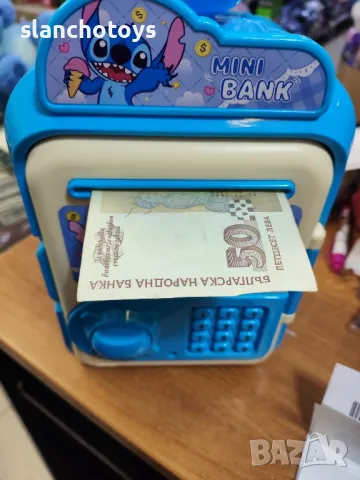 slanchotoys
MINI
BANK
50
ПЕТДЕСЕТ ЛЕВА
БЪЛГАРСКА НАРОДНА БАНКА
bazar